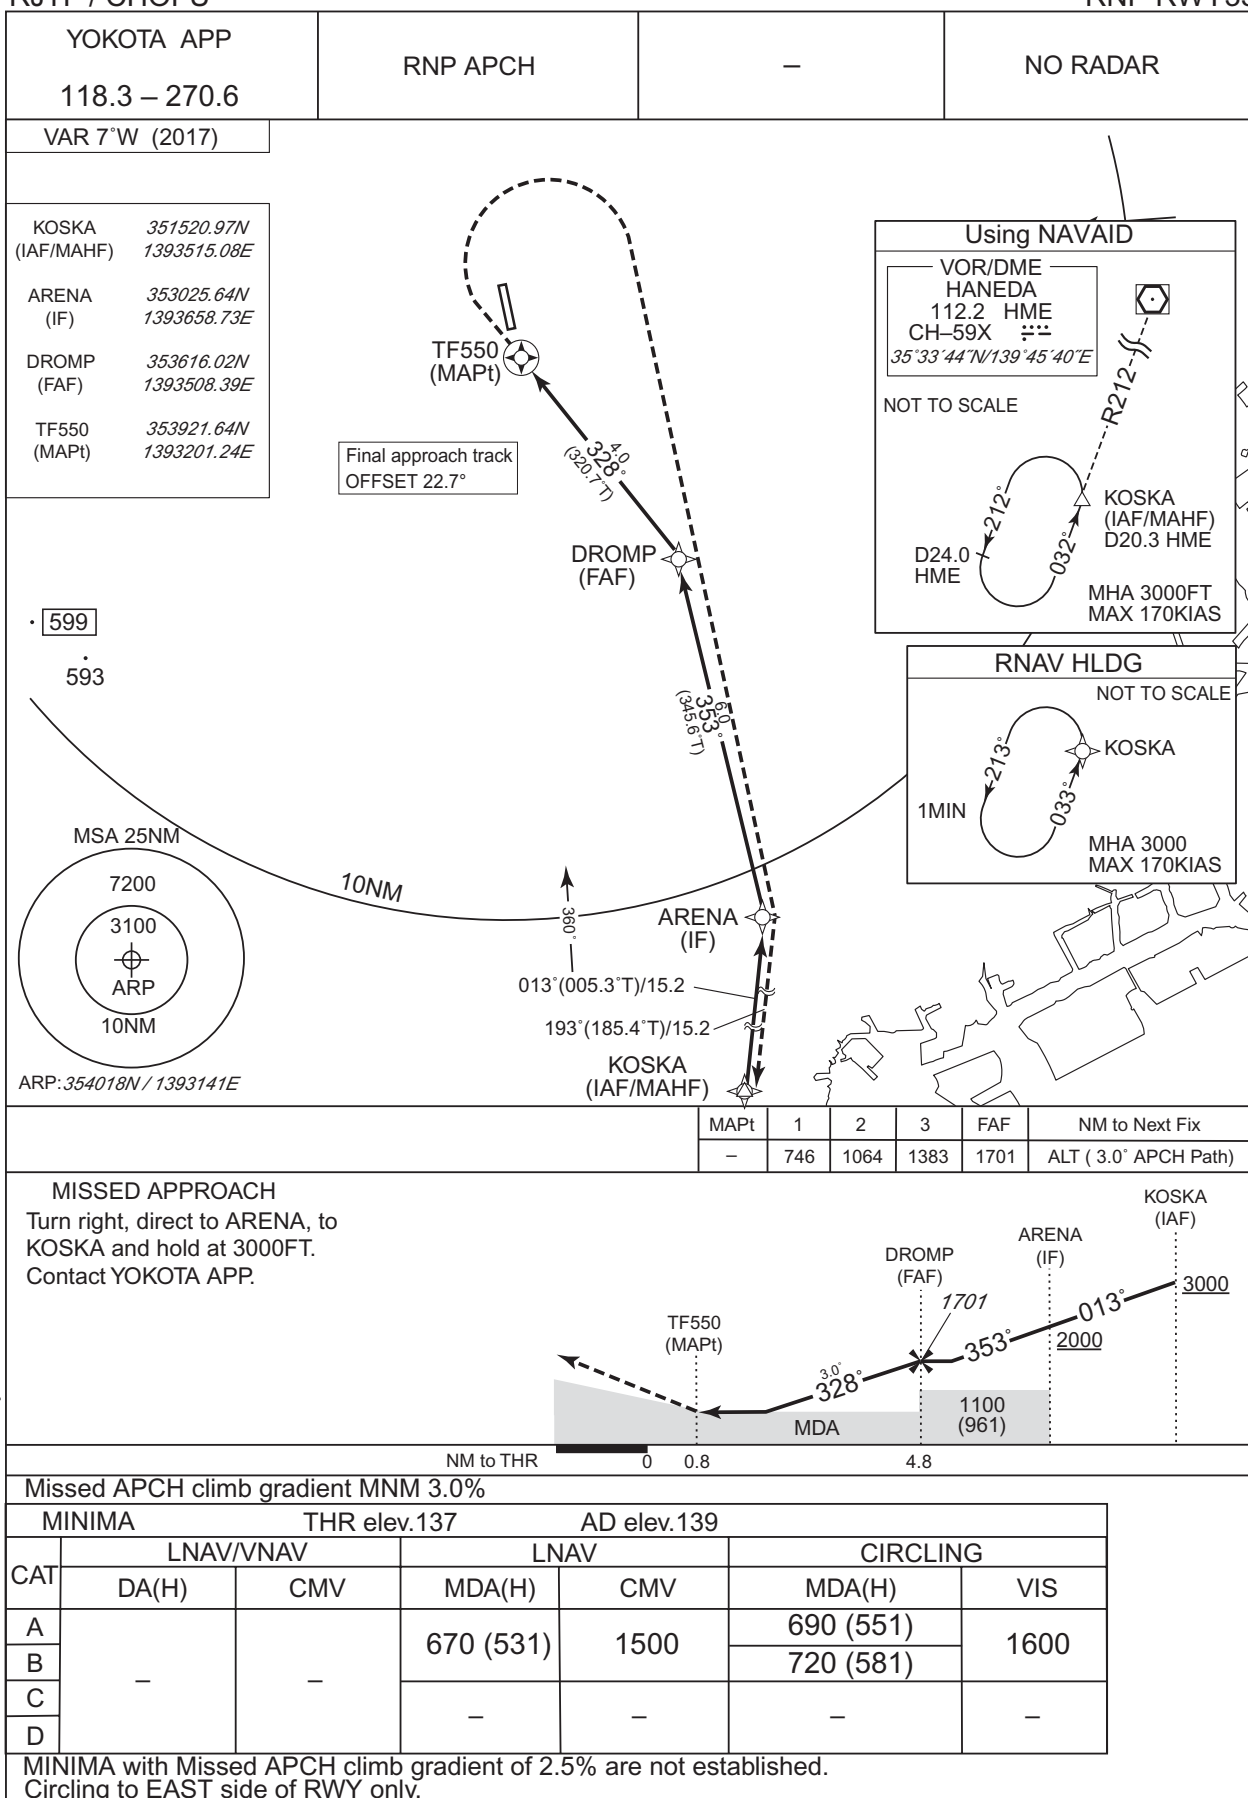 RJTF / CHOFU
YOKOTA APP
118.3 – 270.6
RNP APCH
–
NO RADAR
VAR 7˚W (2017)
KOSKA 351520.97N
(IAF/MAHF) 1393515.08E
ARENA 353025.64N
(IF) 1393658.73E
DROMP 353616.02N
(FAF) 1393508.39E
TF550 353921.64N
(MAPt) 1393201.24E
Using NAVAID
VOR/DME
HANEDA
112.2 HME
CH–59X
35˚33´44˝N/139˚45´40˝E
NOT TO SCALE
R212
212˚
032˚
D24.0
HME
KOSKA
(IAF/MAHF)
D20.3 HME
MHA 3000FT
MAX 170KIAS
TF550
(MAPt)
Final approach track
OFFSET 22.7°
4.0
328˚
(320.7˚T)
DROMP
(FAF)
599
593
6.0
353˚
(345.6˚T)
RNAV HLDG
NOT TO SCALE
213˚
033˚
KOSKA
1MIN
MHA 3000
MAX 170KIAS
MSA 25NM
7200
3100
ARP
10NM
ARP:354018N / 1393141E
10NM
360˚
ARENA
(IF)
013˚(005.3˚T)/15.2
193˚(185.4˚T)/15.2
KOSKA
(IAF/MAHF)
MAPt 1 2 3 FAF NM to Next Fix
– 746 1064 1383 1701 ALT ( 3.0˚ APCH Path)
MISSED APPROACH
Turn right, direct to ARENA, to
KOSKA and hold at 3000FT.
Contact YOKOTA APP.
KOSKA
(IAF)
ARENA
(IF)
DROMP
(FAF)
1701
TF550
(MAPt)
3000
013˚
2000
353˚
3.0˚
328˚
1100
(961)
MDA
NM to THR 0 0.8 4.8
Missed APCH climb gradient MNM 3.0%
MINIMA THR elev.137 AD elev.139
CAT LNAV/VNAV LNAV CIRCLING
DA(H) CMV MDA(H) CMV MDA(H) VIS
A – – 670 (531) 1500 690 (551) 1600
B 720 (581)
C – – – –
D
MINIMA with Missed APCH climb gradient of 2.5% are not established.
Circling to EAST side of RWY only.